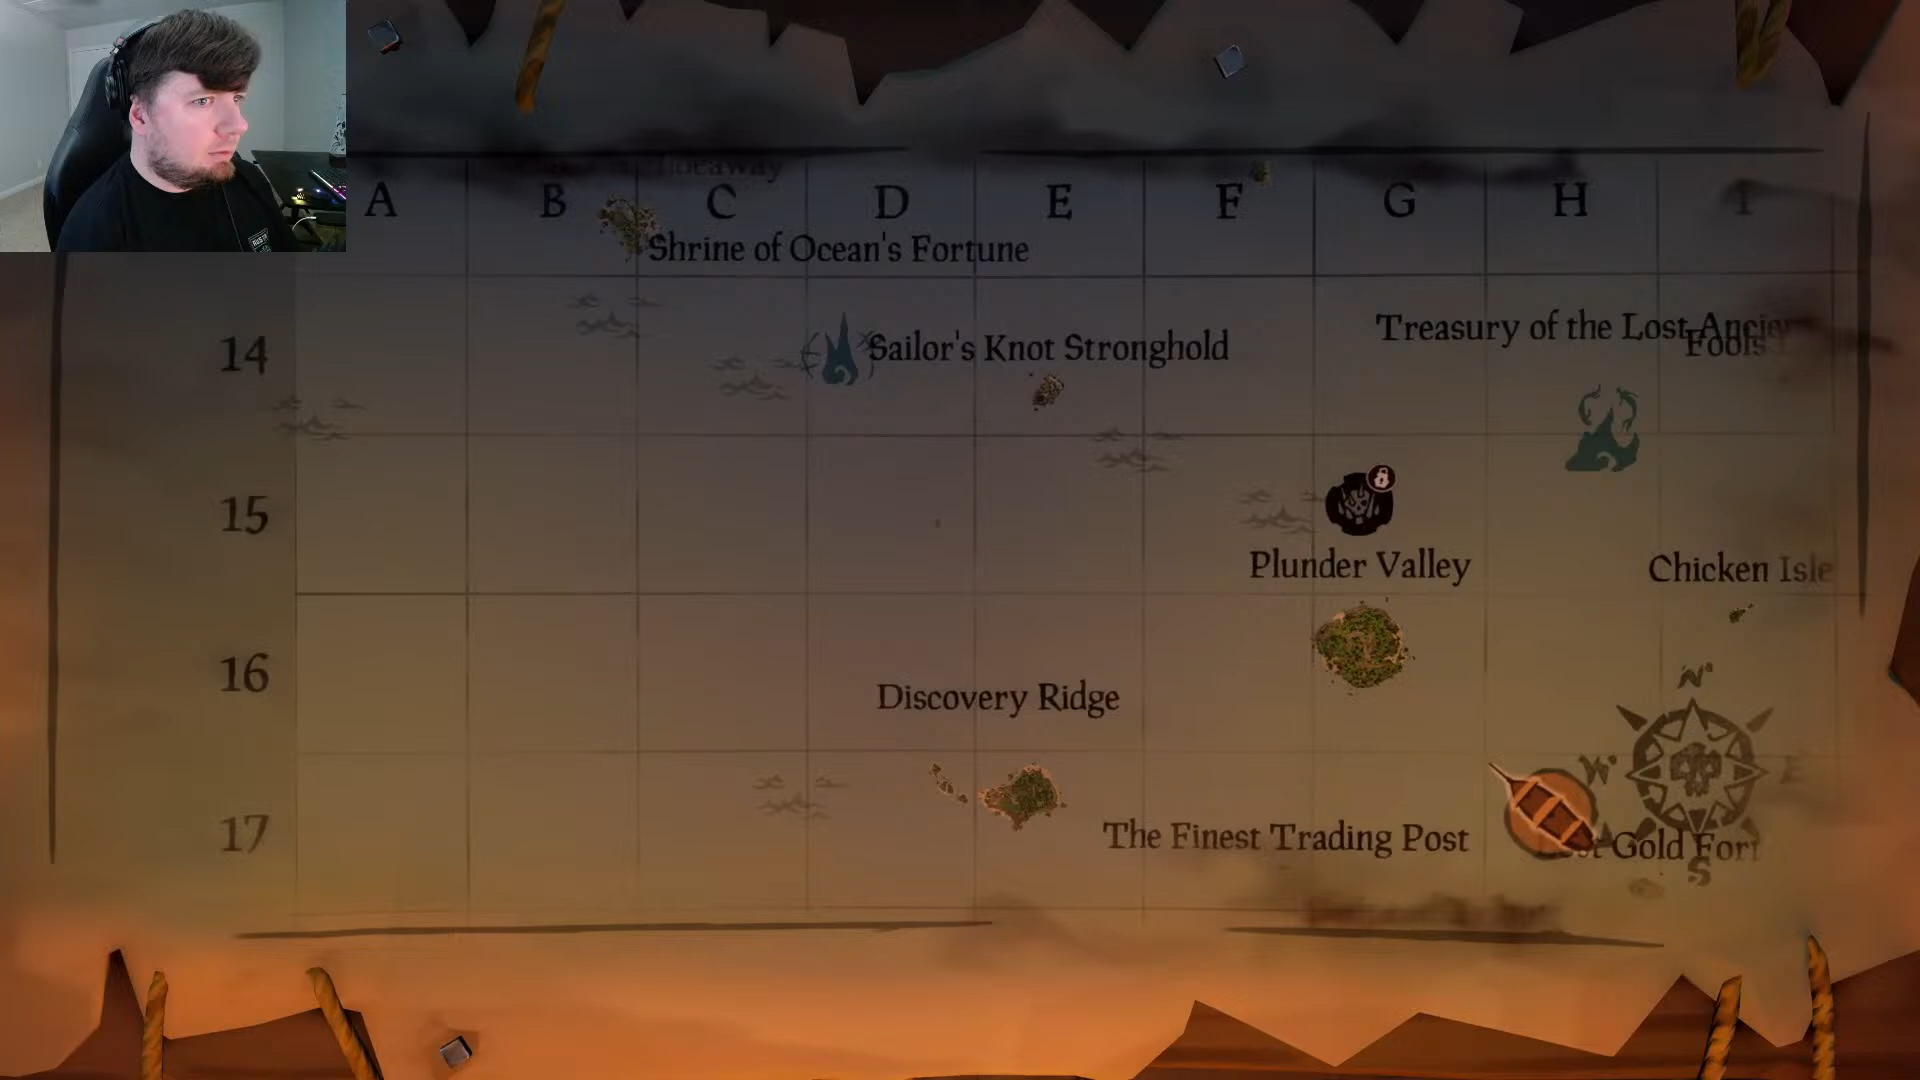 A B C D E F G H I
Shrine of Ocean's Fortune
14
Sailor's Knot Stronghold
Treasury of the Lost
Fools
15
Plunder Valley
Chicken Isle
16
Discovery Ridge
N
W
E
17
The Finest Trading Post
Gold Fort
S